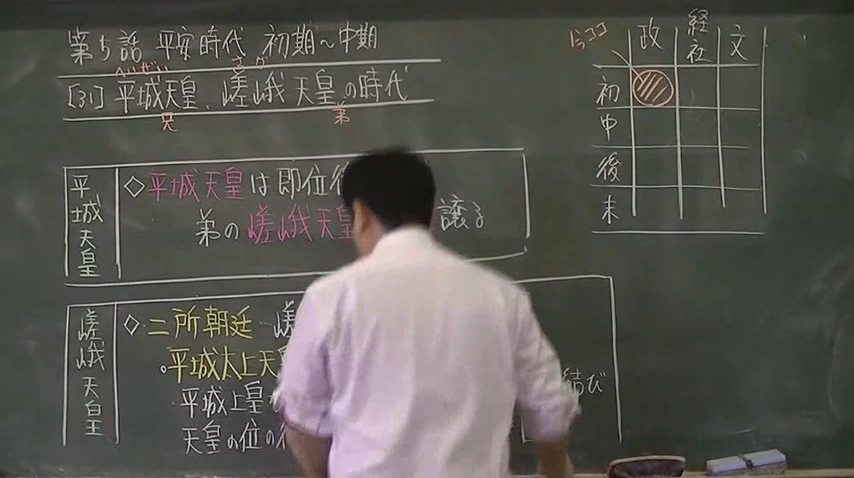 第5話 平安時代 初期～中期
へいぜい さが
[31] 平城天皇、嵯峨天皇の時代
兄 弟
平城天皇
◇平城天皇は即位後
弟の嵯峨天皇 譲る
嵯峨天皇
◇二所朝廷 嵯
平城太上天皇
平城上皇 結び
天皇の位の
ココ
政 経社 文
初
中
後
末